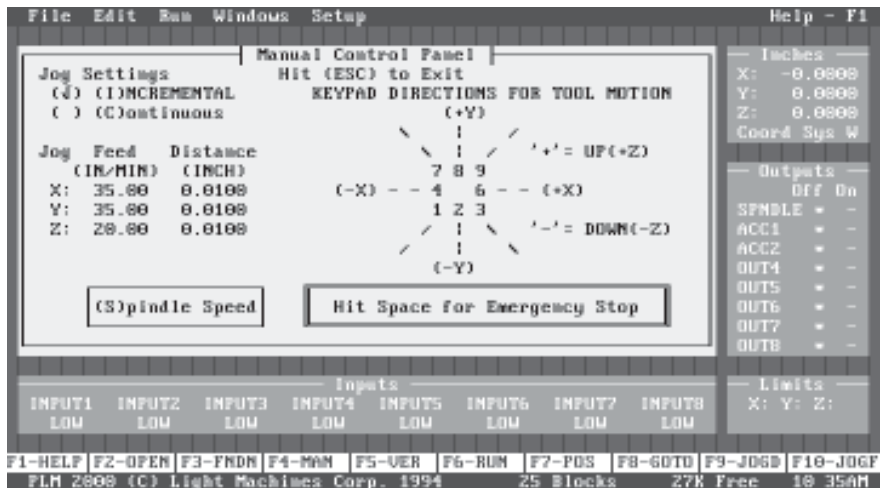 File Edit Run Windows Setup Help - F1
Manual Control Panel
Jog Settings Hit (ESC) to Exit
(√) (I)NCREMENTAL KEYPAD DIRECTIONS FOR TOOL MOTION
( ) (C)ontinuous (+Y)
'+'= UP(+Z)
Jog Feed Distance
(IN/MIN) (INCH) 7 8 9
X: 35.00 0.0100 (-X) - - 4 6 - - (+X)
Y: 35.00 0.0100 1 2 3
Z: 20.00 0.0100 '-'= DOWN(-Z)
(-Y)
(S)pindle Speed Hit Space for Emergency Stop
Inches
X: -0.0000
Y: 0.0000
Z: 0.0000
Coord Sys W
Outputs
Off On
SPNDLE
ACC1
ACC2
OUT4
OUT5
OUT6
OUT7
OUT8
Inputs
INPUT1 INPUT2 INPUT3 INPUT4 INPUT5 INPUT6 INPUT7 INPUT8
LOW LOW LOW LOW LOW LOW LOW LOW
Limits
X: Y: Z:
F1-HELP F2-OPEN F3-FNDN F4-MAN F5-VER F6-RUN F7-POS F8-GOTO F9-JOGD F10-JOGF
PLM 2000 (C) Light Machines Corp. 1994 25 Blocks 27K Free 10 35AM